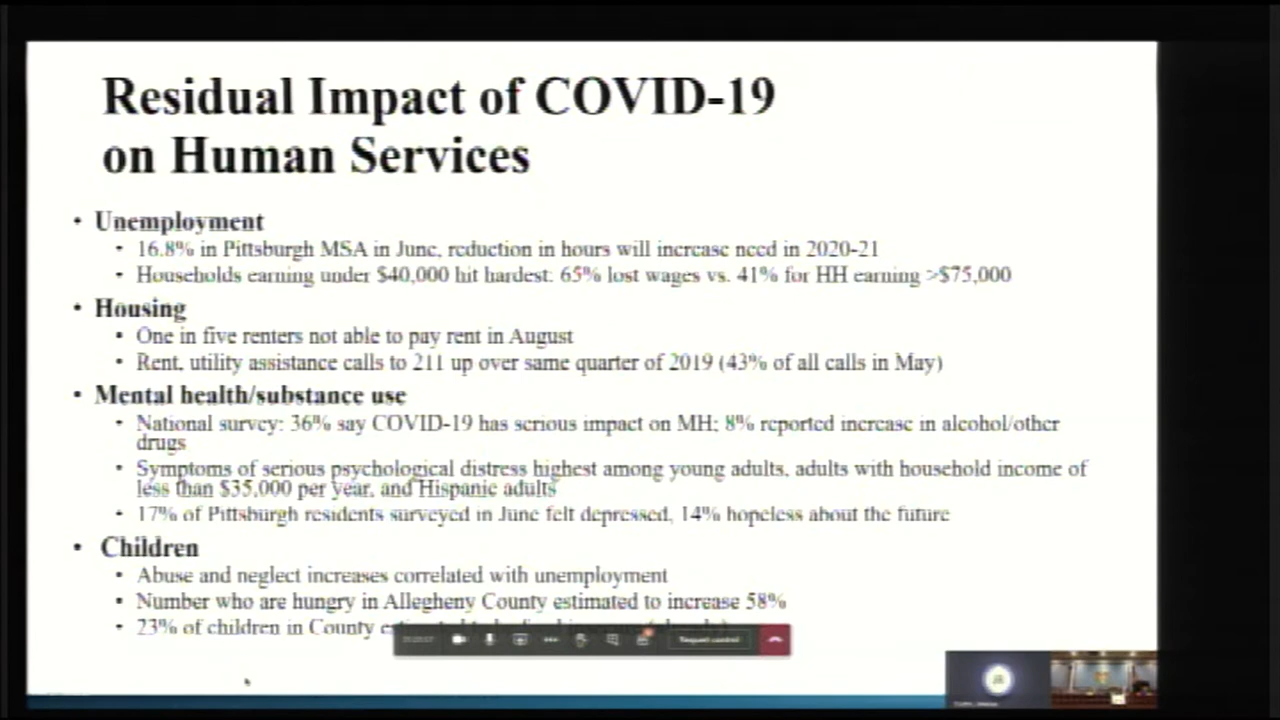 Residual Impact of COVID-19
on Human Services
• Unemployment
• 16.8% in Pittsburgh MSA in June, reduction in hours will increase need in 2020-21
• Households earning under $40,000 hit hardest: 65% lost wages vs. 41% for HH earning >$75,000
• Housing
• One in five renters not able to pay rent in August
• Rent, utility assistance calls to 211 up over same quarter of 2019 (43% of all calls in May)
• Mental health/substance use
• National survey: 36% say COVID-19 has serious impact on MH; 8% reported increase in alcohol/other
drugs
• Symptoms of serious psychological distress highest among young adults, adults with household income of
less than $35,000 per year, and Hispanic adults
• 17% of Pittsburgh residents surveyed in June felt depressed, 14% hopeless about the future
• Children
• Abuse and neglect increases correlated with unemployment
• Number who are hungry in Allegheny County estimated to increase 58%
• 23% of children in County
Request control